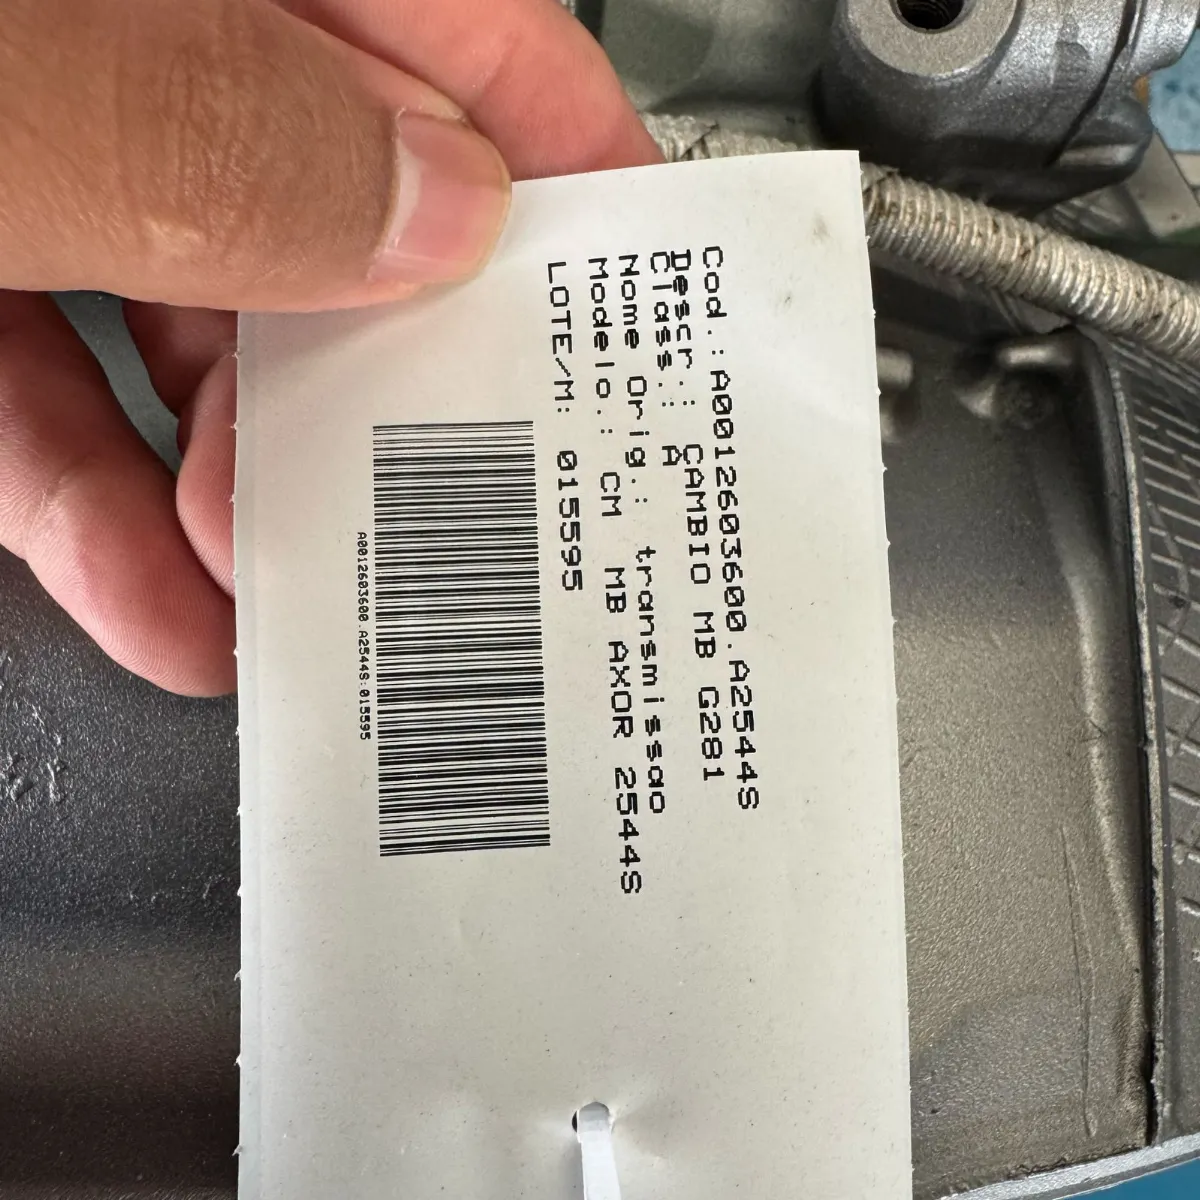 Cod.:A0012603600.A2544S
Descr.: CAMBIO MB G281
Class.: A
Nome Orig.: transmissao
Modelo.: CM MB AXOR 2544S
LOTE/M: 015595
A0012603600.A2544S:015595